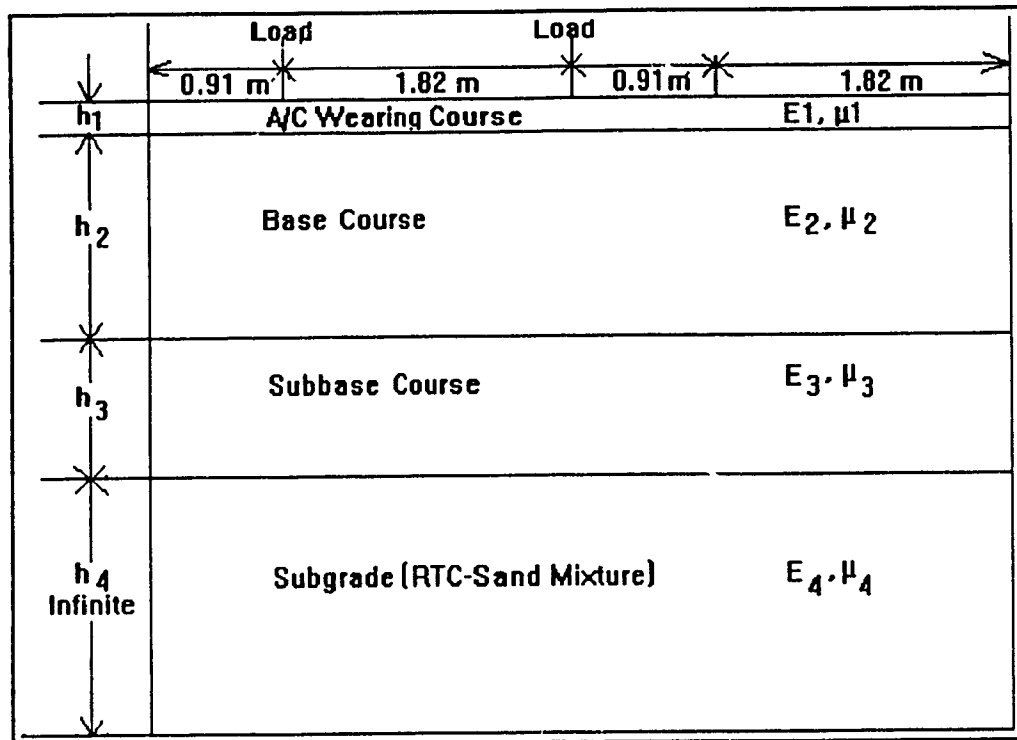 Load Load
0.91 m 1.82 m 0.91 m 1.82 m
h1 A/C Wearing Course E1, μ1
h2 Base Course E2, μ2
h3 Subbase Course E3, μ3
h4 Subgrade (RTC-Sand Mixture) E4, μ4
Infinite